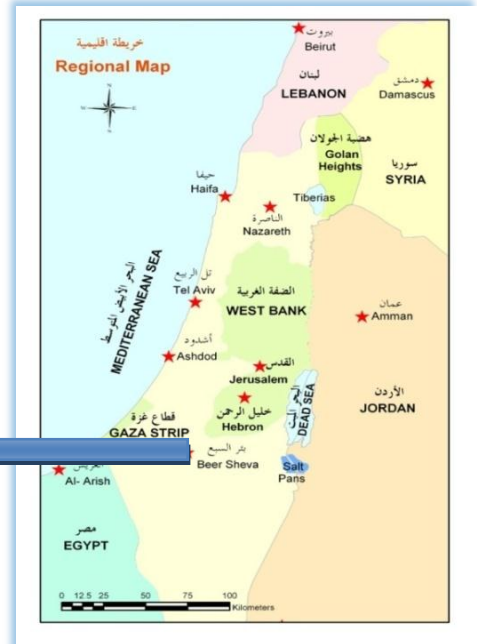 خريطة اقليمية
Regional Map
بيروت
Beirut
لبنان
LEBANON
دمشق
Damascus
هضبة الجولان
Golan
Heights
سوريا
SYRIA
حيفا
Haifa
Tiberias
الناصرة
Nazareth
البحر الأبيض المتوسط
MEDITERRANEAN SEA
تل الربيع
Tel Aviv
الضفة الغربية
WEST BANK
عمان
Amman
أشدود
Ashdod
القدس
Jerusalem
البحر الميت
DEAD SEA
خليل الرحمن
Hebron
الأردن
JORDAN
قطاع غزة
GAZA STRIP
بئر السبع
Beer Sheva
Salt
Pans
العريش
Al- Arish
مصر
EGYPT
0 12.5 25 50 75 100
Kilometers